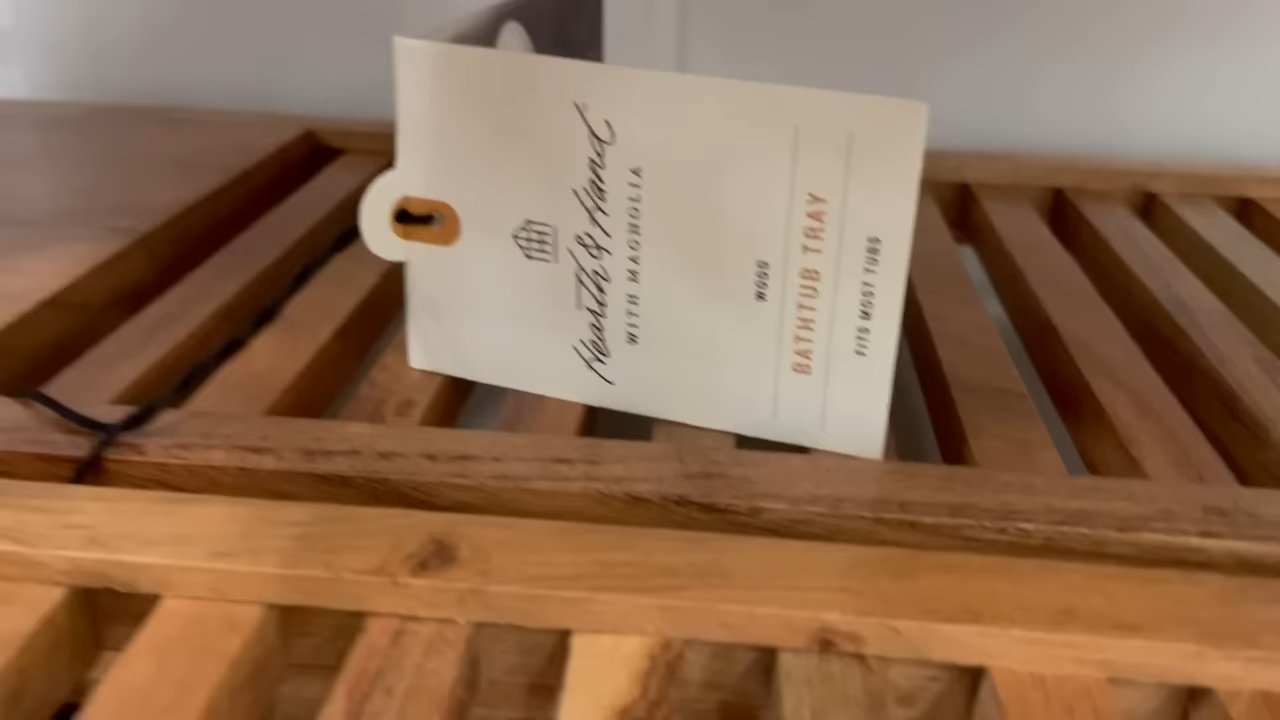 Hearth & Hand
WITH MAGNOLIA
WOOD
BATHTUB TRAY
FITS MOST TUBS